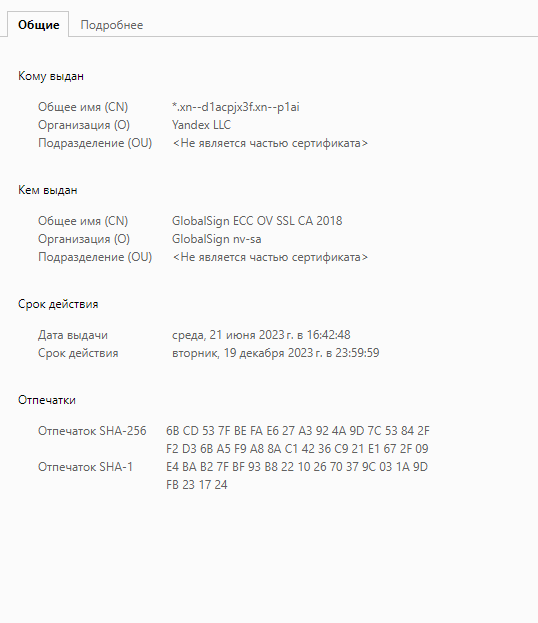 Общие Подробнее
Кому выдан
Общее имя (CN) *.xn--d1acpjx3f.xn--p1ai
Организация (O) Yandex LLC
Подразделение (OU) <Не является частью сертификата>
Кем выдан
Общее имя (CN) GlobalSign ECC OV SSL CA 2018
Организация (O) GlobalSign nv-sa
Подразделение (OU) <Не является частью сертификата>
Срок действия
Дата выдачи среда, 21 июня 2023 г. в 16:42:48
Срок действия вторник, 19 декабря 2023 г. в 23:59:59
Отпечатки
Отпечаток SHA-256 6B CD 53 7F BE FA E6 27 A3 92 4A 9D 7C 53 84 2F
F2 D3 6B A5 F9 A8 8A C1 42 36 C9 21 E1 67 2F 09
Отпечаток SHA-1 E4 BA B2 7F BF 93 B8 22 10 26 70 37 9C 03 1A 9D
FB 23 17 24